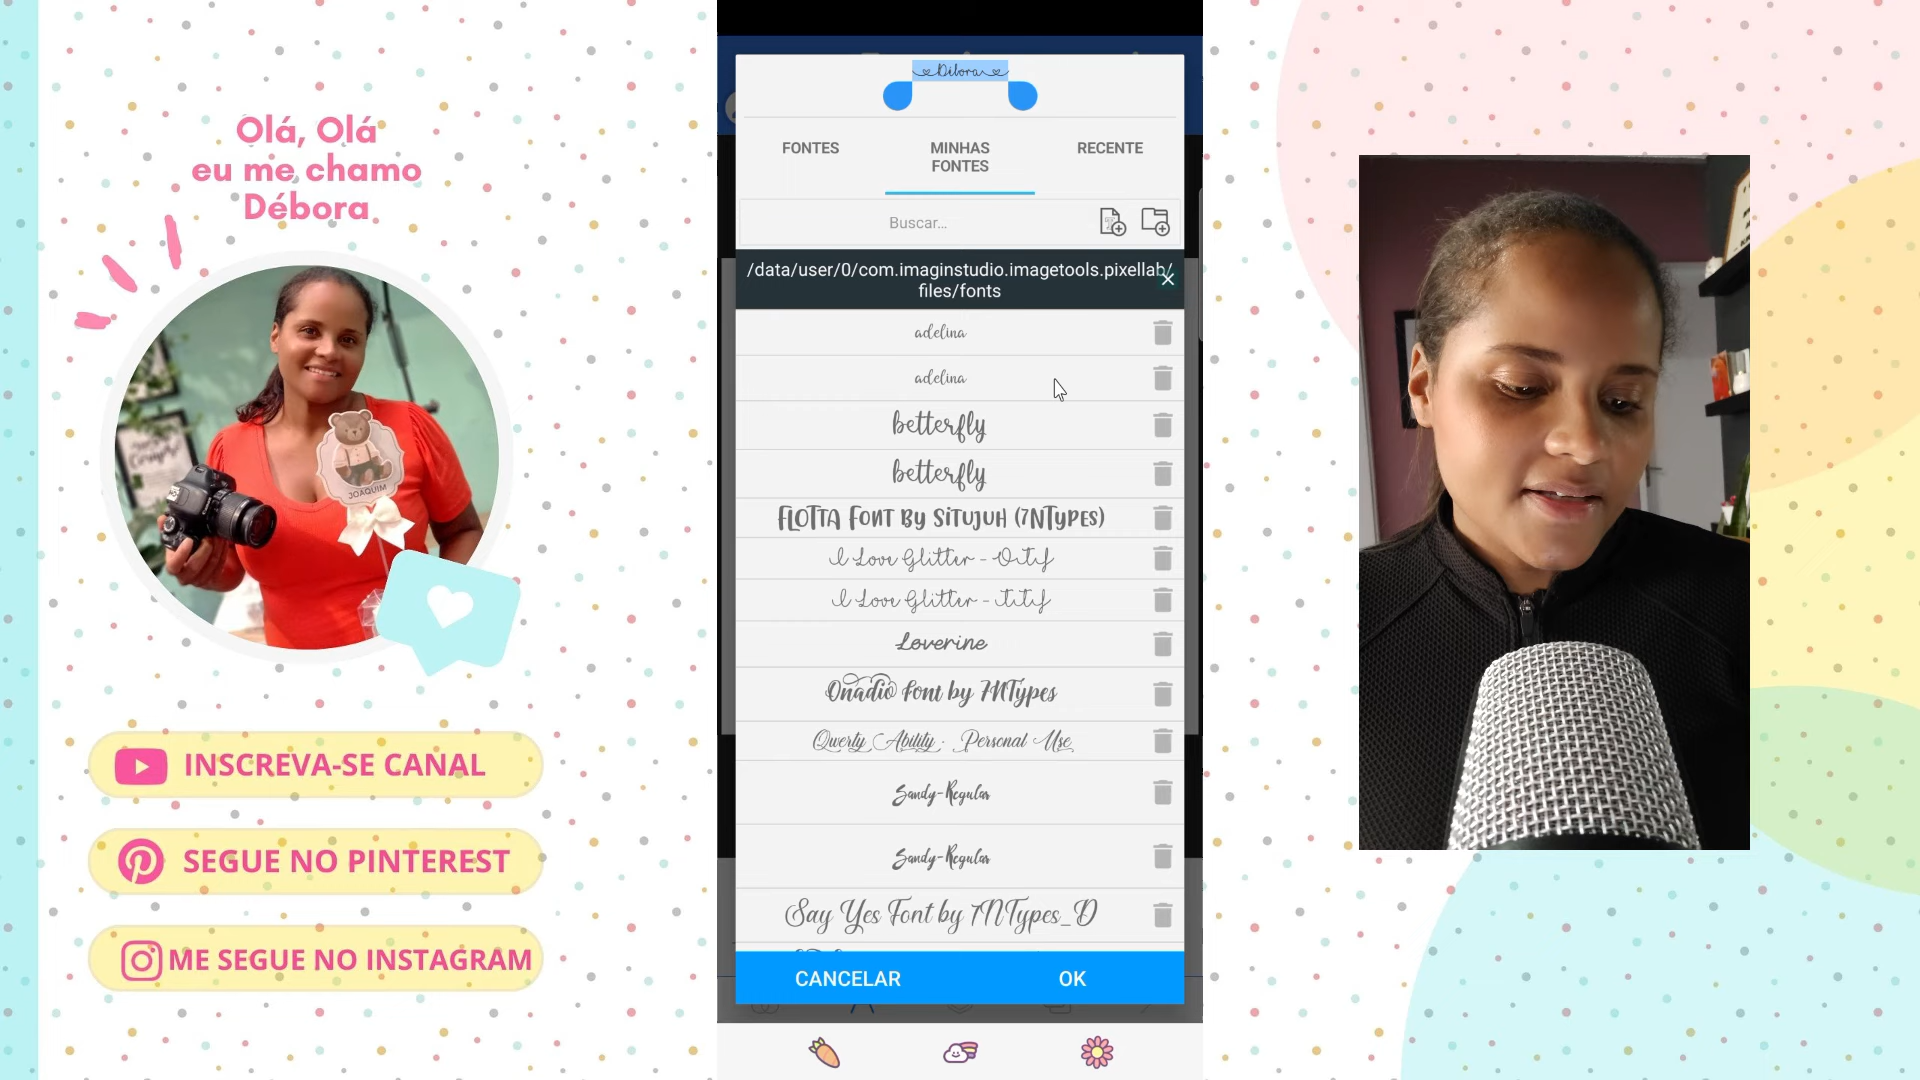 Olá, Olá
eu me chamo
Débora
JOAQUIM
INSCREVA-SE CANAL
SEGUE NO PINTEREST
ME SEGUE NO INSTAGRAM
Débora
FONTES
MINHAS
FONTES
RECENTE
Buscar...
/data/user/0/com.imaginstudio.imagetools.pixellab/
files/fonts
adelina
adelina
betterfly
betterfly
FLOTTA FONT BY SITUJUH (7NTYPES)
I Love Glitter - O.t.f
I Love Glitter - T.t.f
Loverine
Onadio Font by 7NTypes
Qwerty Ability - Personal Use
Sandy-Regular
Sandy-Regular
Say Yes Font by 7NTypes_D
CANCELAR
OK